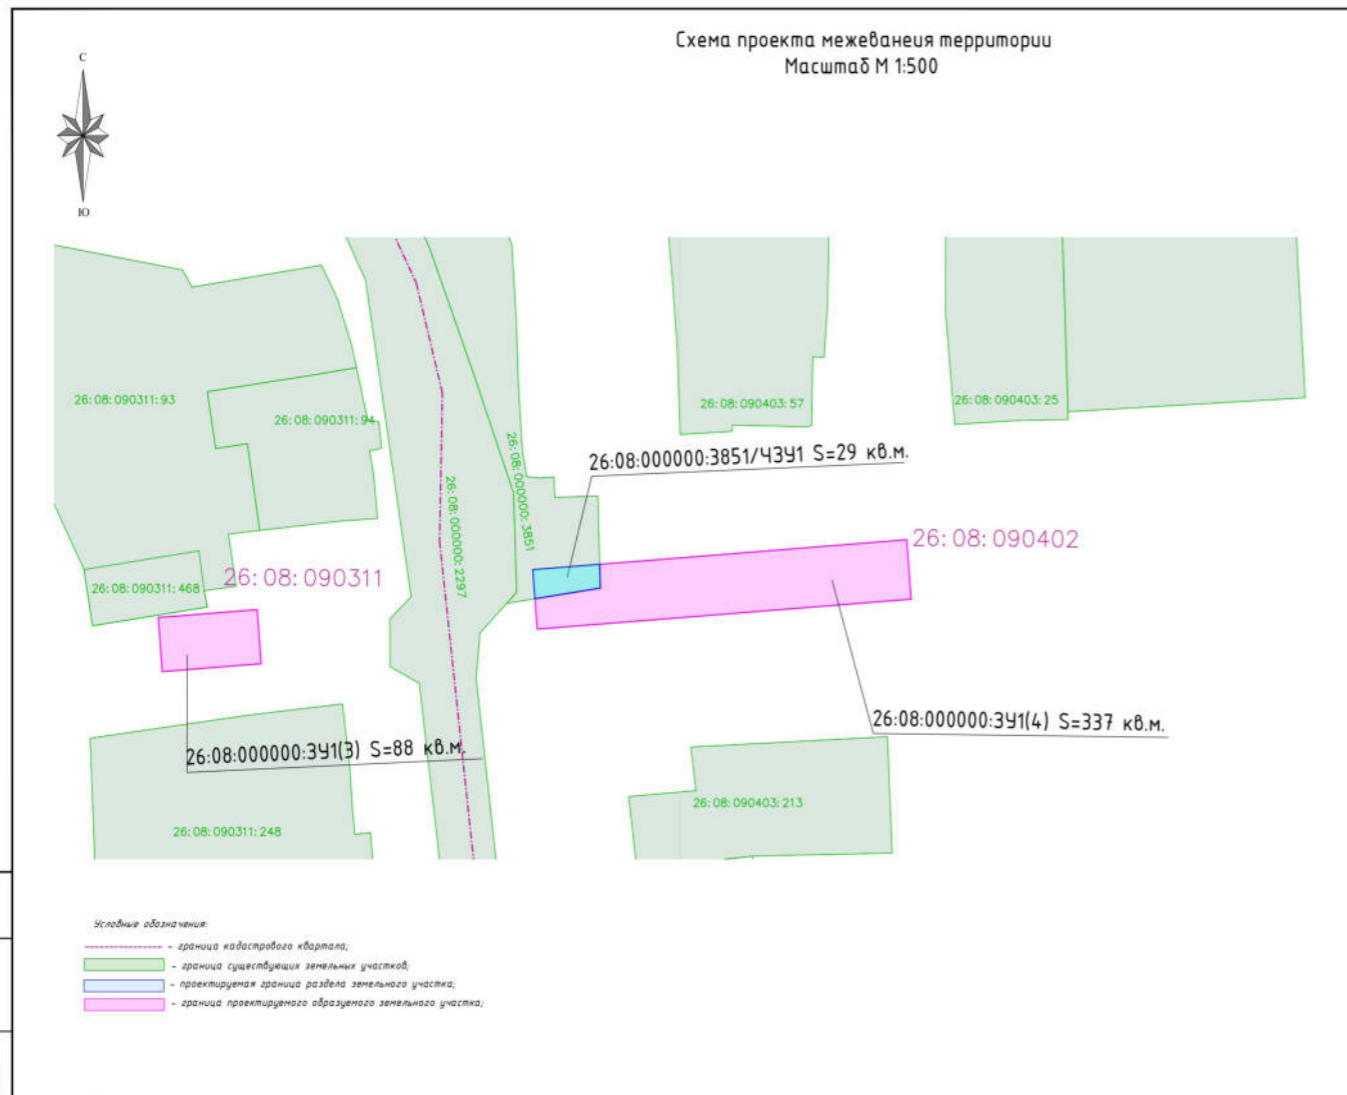 Схема проекта межеванеия территории
Масштаб М 1:500
С
Ю
26:08:090311:93
26:08:090311:94
26:08:090403:57
26:08:090403:25
26:08:000000:3851
26:08:000000:2297
26:08:000000:3851/ЧЗУ1 S=29 кв.м.
26:08:090402
26:08:090311
26:08:090311:468
26:08:000000:ЗУ1(4) S=337 кв.м.
26:08:000000:ЗУ1(3) S=88 кв.м.
26:08:090403:213
26:08:090311:248
Условные обозначения:
- граница кадастрового квартала;
- граница существующих земельных участков;
- проектируемая граница раздела земельного участка;
- граница проектируемого образуемого земельного участка;